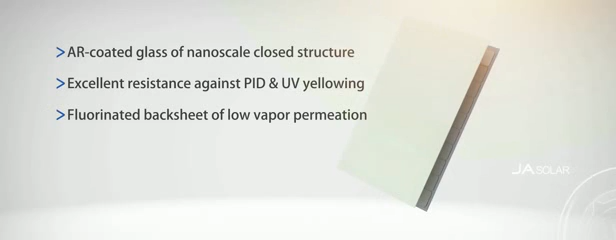 > AR-coated glass of nanoscale closed structure
> Excellent resistance against PID & UV yellowing
> Fluorinated backsheet of low vapor permeation
JA SOLAR